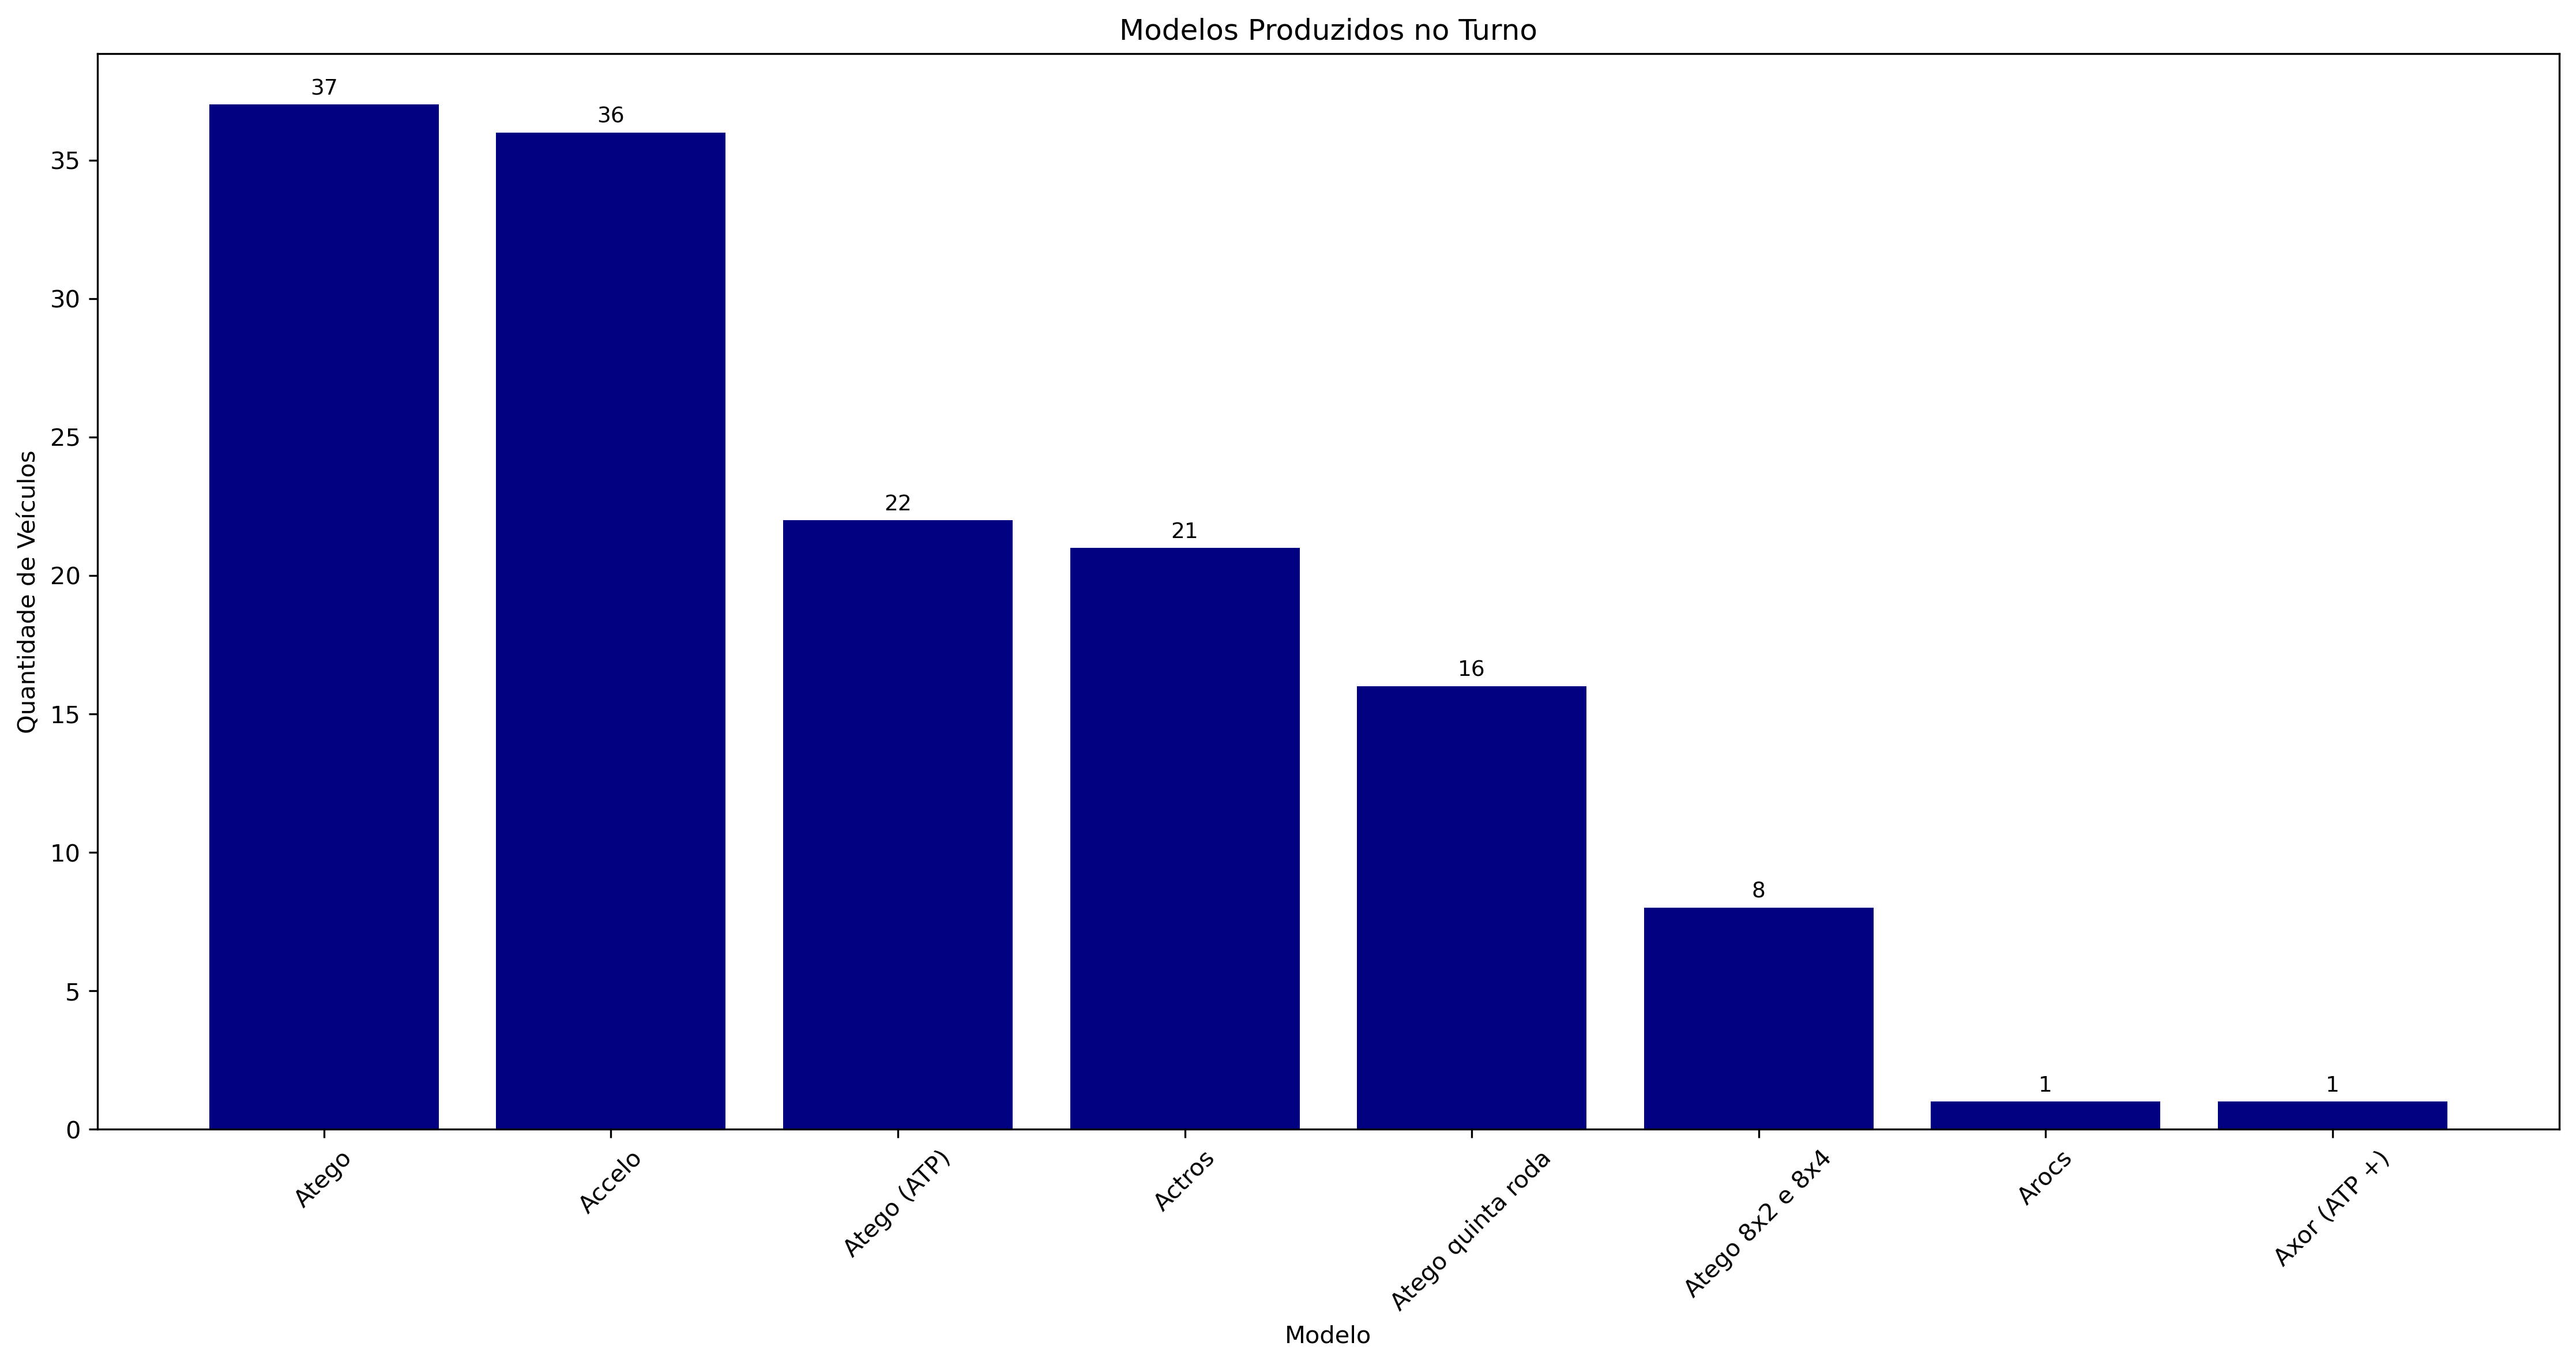 Modelos Produzidos no Turno
Quantidade de Veículos
35
30
25
20
15
10
5
0
37
36
22
21
16
8
1
1
Atego
Accelo
Atego (ATP)
Actros
Atego quinta roda
Atego 8x2 e 8x4
Arocs
Axor (ATP +)
Modelo